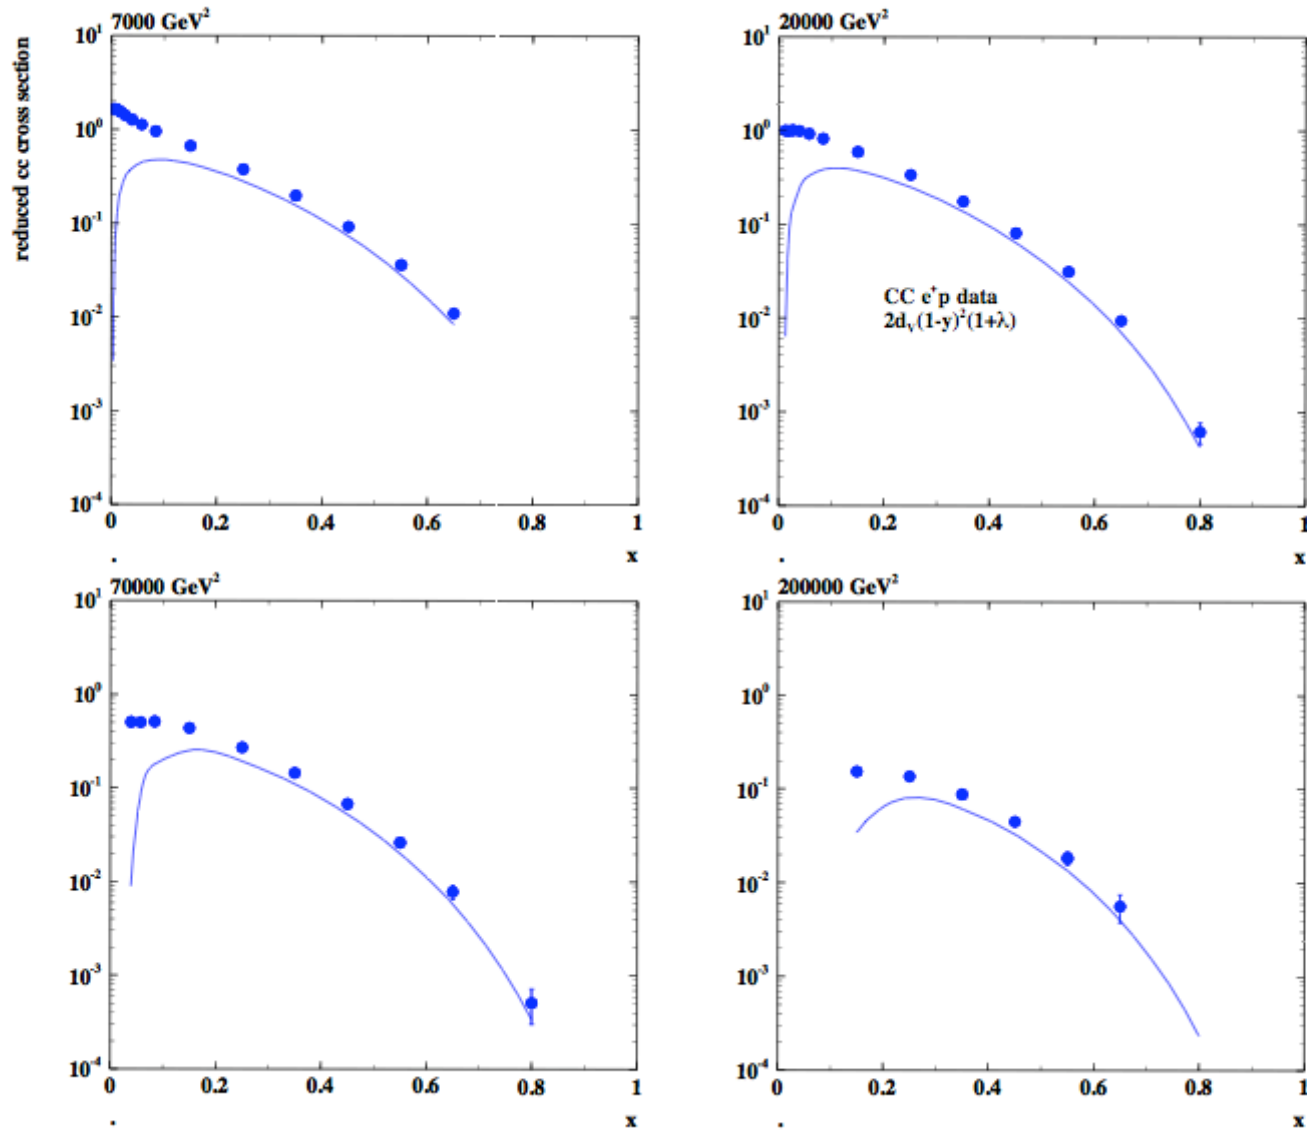 reduced cc cross section
7000 GeV²
10¹
10⁰
10⁻¹
10⁻²
10⁻³
10⁻⁴
0 0.2 0.4 0.6 0.8 1
x
20000 GeV²
10¹
10⁰
10⁻¹
10⁻²
10⁻³
10⁻⁴
CC e⁺p data
2dᵥ(1-y)²(1+λ)
0 0.2 0.4 0.6 0.8 1
x
70000 GeV²
10¹
10⁰
10⁻¹
10⁻²
10⁻³
10⁻⁴
0 0.2 0.4 0.6 0.8 1
x
200000 GeV²
10¹
10⁰
10⁻¹
10⁻²
10⁻³
10⁻⁴
0 0.2 0.4 0.6 0.8 1
x